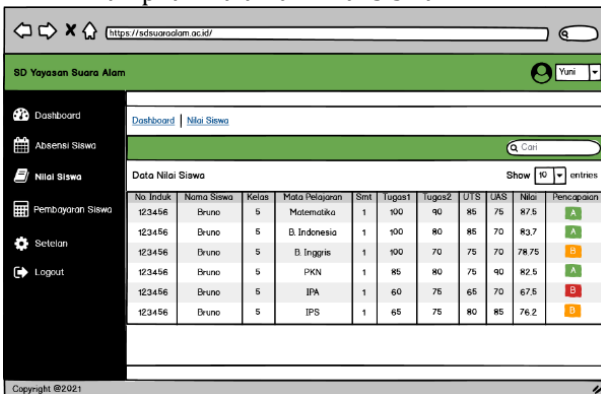 https://sdsuaraalam.ac.id/
SD Yayasan Suara Alam
Yuni
Dashboard
Absensi Siswa
Nilai Siswa
Pembayaran Siswa
Setelan
Logout
Dashboard | Nilai Siswa
Cari
Data Nilai Siswa
Show 10 entries
No. Induk Nama Siswa Kelas Mata Pelajaran Smt Tugas1 Tugas2 UTS UAS Nilai Pencapaian
123456 Bruno 5 Matematika 1 100 90 85 75 87.5 A
123456 Bruno 5 B. Indonesia 1 100 80 85 70 83.7 A
123456 Bruno 5 B. Inggris 1 100 70 75 70 78.75 B
123456 Bruno 5 PKN 1 85 80 75 90 82.5 A
123456 Bruno 5 IPA 1 60 75 65 70 67.5 B
123456 Bruno 5 IPS 1 65 75 80 85 76.2 B
Copyright @2021